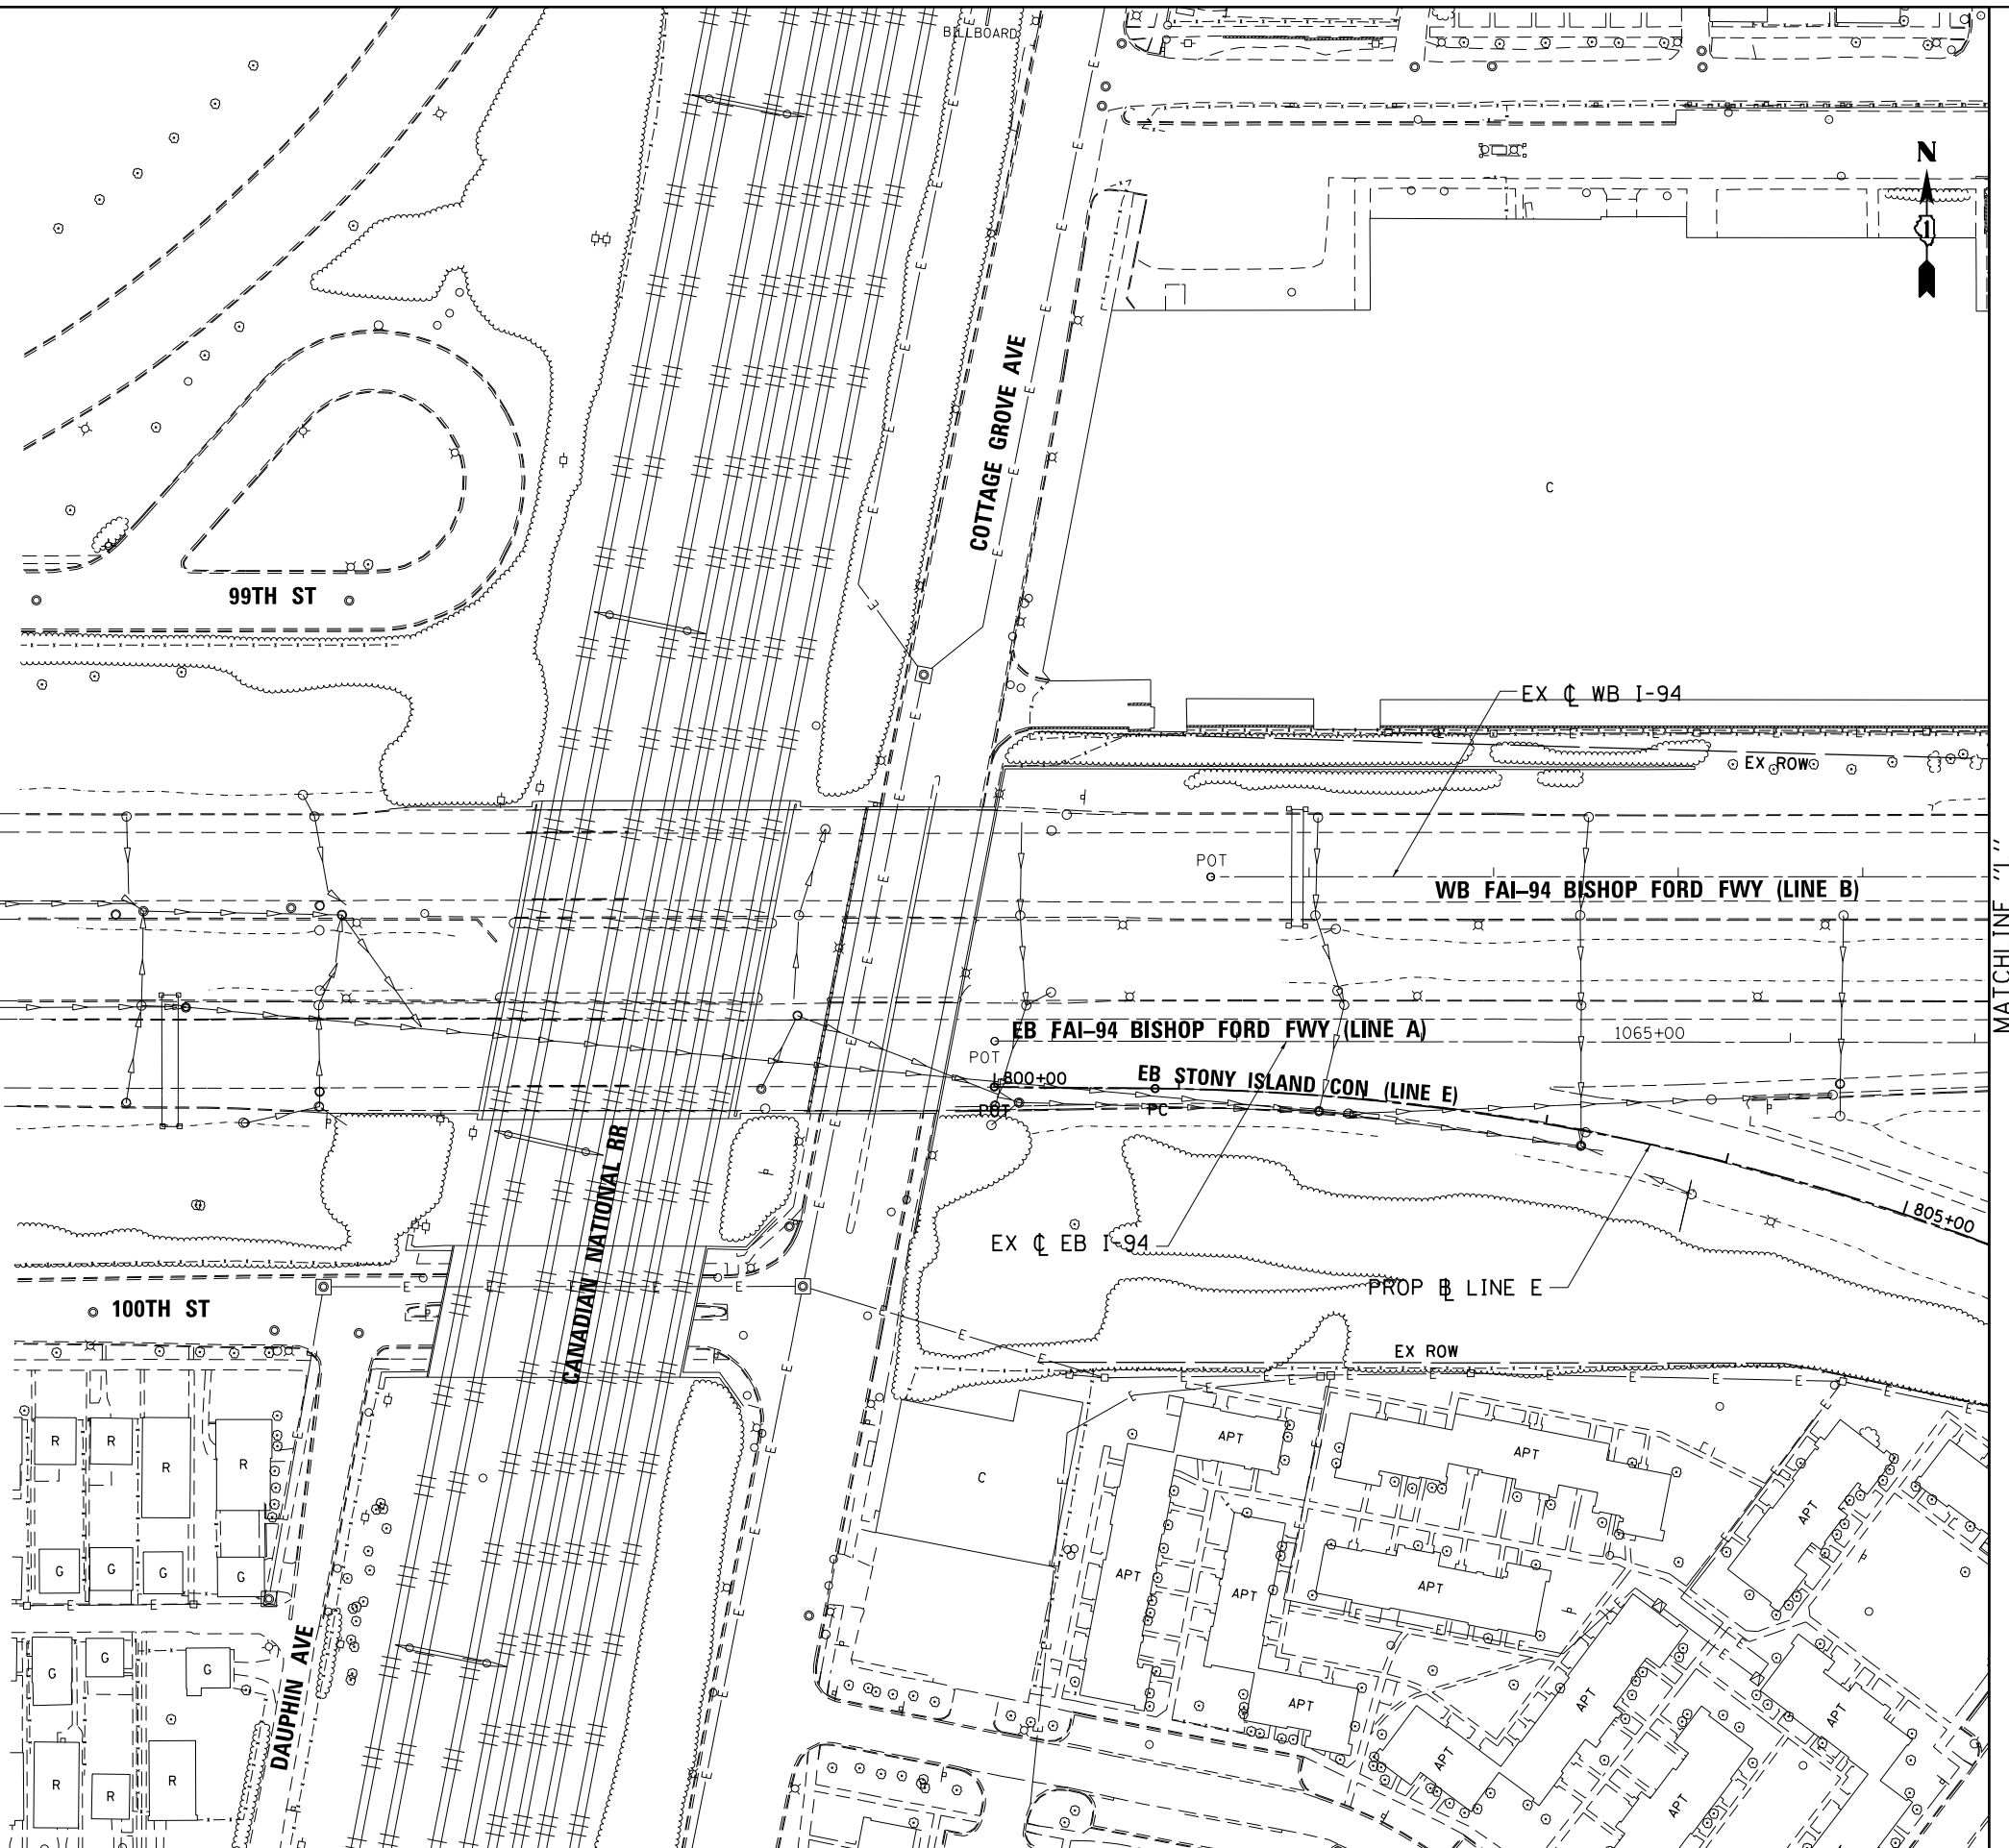 BILLBOARD
N
1
COTTAGE GROVE AVE
C
99TH ST
EX ℄ WB I-94
EX ROW
POT
WB FAI-94 BISHOP FORD FWY (LINE B)
MATCHLINE
EB FAI-94 BISHOP FORD FWY (LINE A)
1065+00
POT
800+00
EB STONY ISLAND CON (LINE E)
POT
PC
805+00
CANADIAN NATIONAL RR
EX ℄ EB I-94
PROP BL LINE E
100TH ST
EX ROW
R
R
R
R
APT
APT
C
APT
G
G
G
G
APT
APT
APT
DAUPHIN AVE
G
G
G
APT
APT
APT
APT
APT
R
R
R